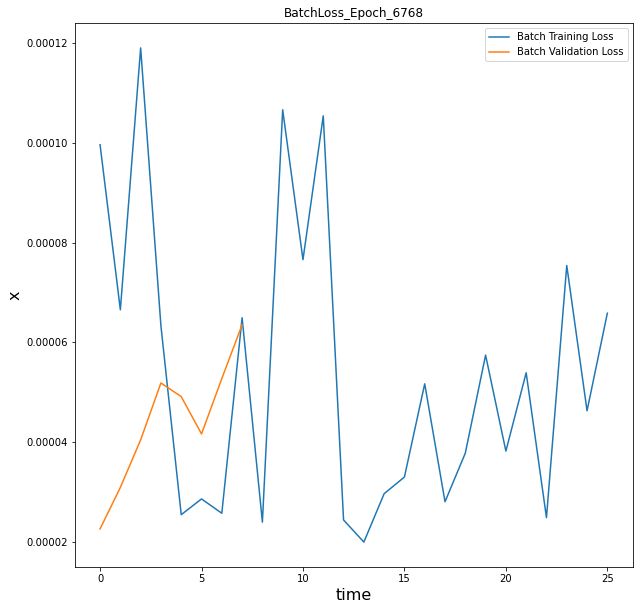 BatchLoss_Epoch_6768
Batch Training Loss
Batch Validation Loss
0.00012
0.00010
0.00008
0.00006
0.00004
0.00002
x
0 5 10 15 20 25
time